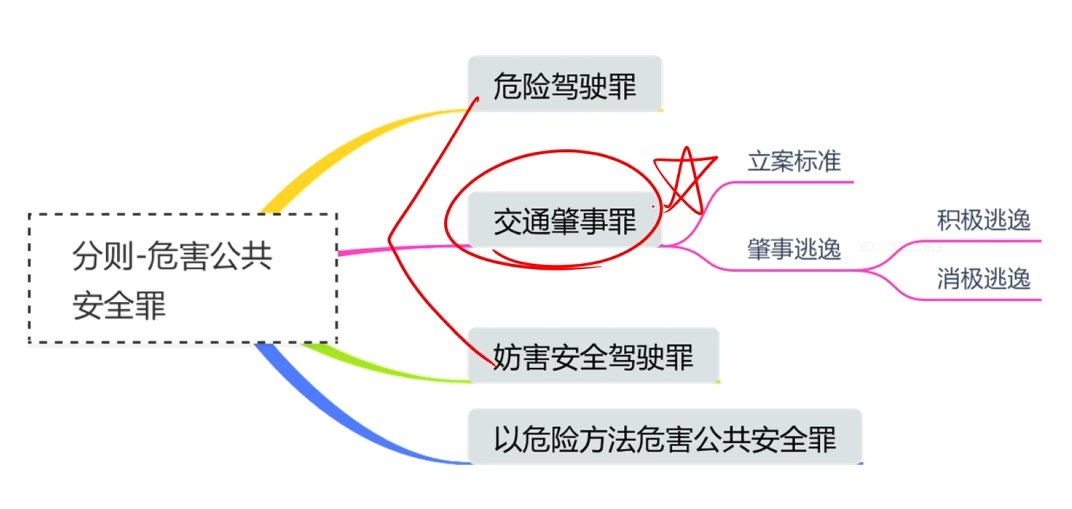 分则-危害公共
安全罪
危险驾驶罪
交通肇事罪
立案标准
肇事逃逸
积极逃逸
消极逃逸
妨害安全驾驶罪
以危险方法危害公共安全罪